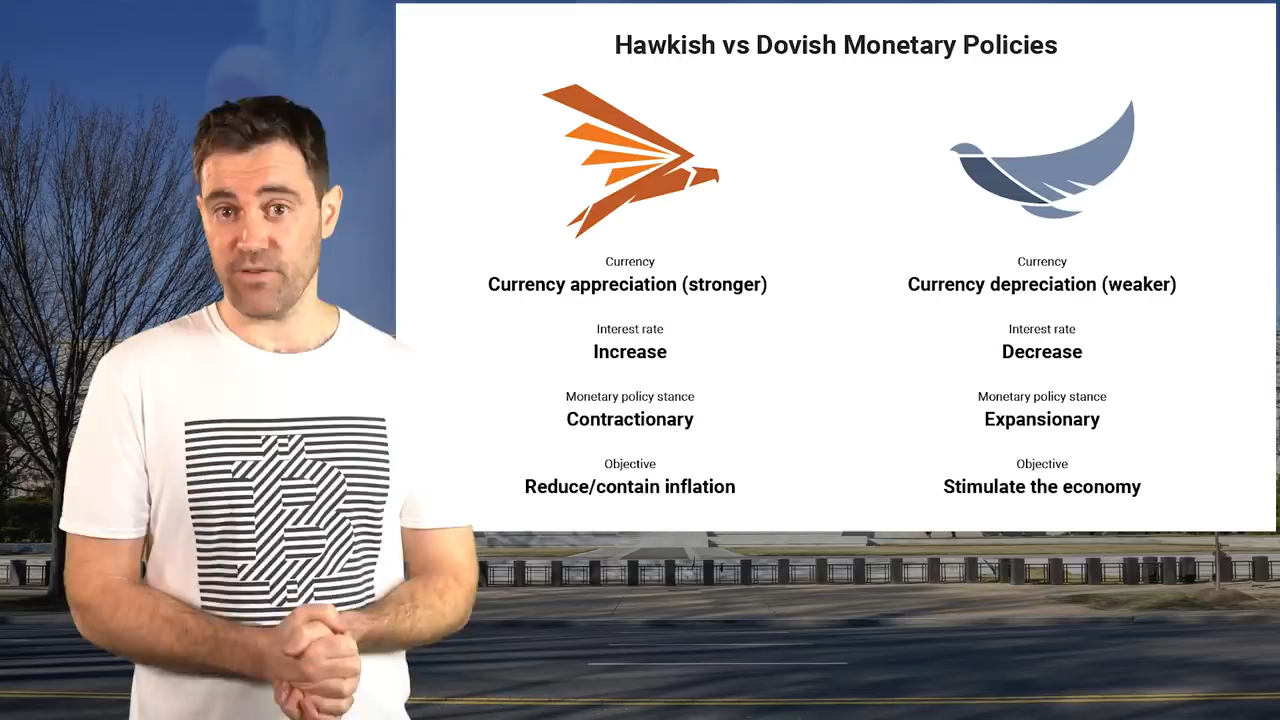 Hawkish vs Dovish Monetary Policies
Currency
Currency appreciation (stronger)
Interest rate
Increase
Monetary policy stance
Contractionary
Objective
Reduce/contain inflation
Currency
Currency depreciation (weaker)
Interest rate
Decrease
Monetary policy stance
Expansionary
Objective
Stimulate the economy